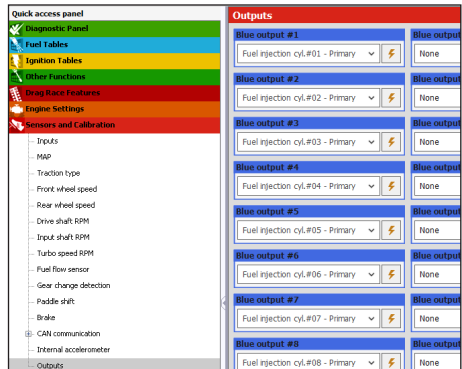 Quick access panel
Diagnostic Panel
Fuel Tables
Ignition Tables
Other Functions
Drag Race Features
Engine Settings
Sensors and Calibration
Inputs
MAP
Traction type
Front wheel speed
Rear wheel speed
Drive shaft RPM
Input shaft RPM
Turbo speed RPM
Fuel flow sensor
Gear change detection
Paddle shift
Brake
CAN communication
Internal accelerometer
Outputs
Outputs
Blue output #1 Blue output
Fuel injection cyl.#01 - Primary None
Blue output #2 Blue output
Fuel injection cyl.#02 - Primary None
Blue output #3 Blue output
Fuel injection cyl.#03 - Primary None
Blue output #4 Blue output
Fuel injection cyl.#04 - Primary None
Blue output #5 Blue output
Fuel injection cyl.#05 - Primary None
Blue output #6 Blue output
Fuel injection cyl.#06 - Primary None
Blue output #7 Blue output
Fuel injection cyl.#07 - Primary None
Blue output #8 Blue output
Fuel injection cyl.#08 - Primary None